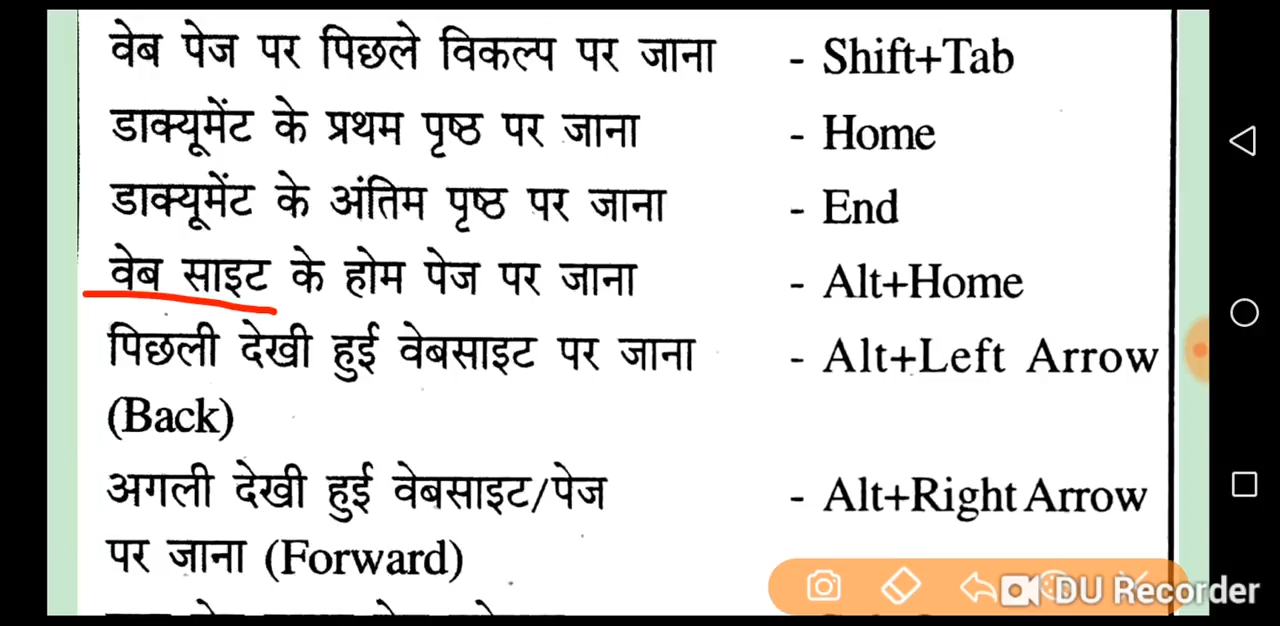 वेब पेज पर पिछले विकल्प पर जाना - Shift+Tab
डाक्यूमेंट के प्रथम पृष्ठ पर जाना - Home
डाक्यूमेंट के अंतिम पृष्ठ पर जाना - End
वेब साइट के होम पेज पर जाना - Alt+Home
पिछली देखी हुई वेबसाइट पर जाना - Alt+Left Arrow
(Back)
अगली देखी हुई वेबसाइट/पेज - Alt+Right Arrow
पर जाना (Forward)
DU Recorder